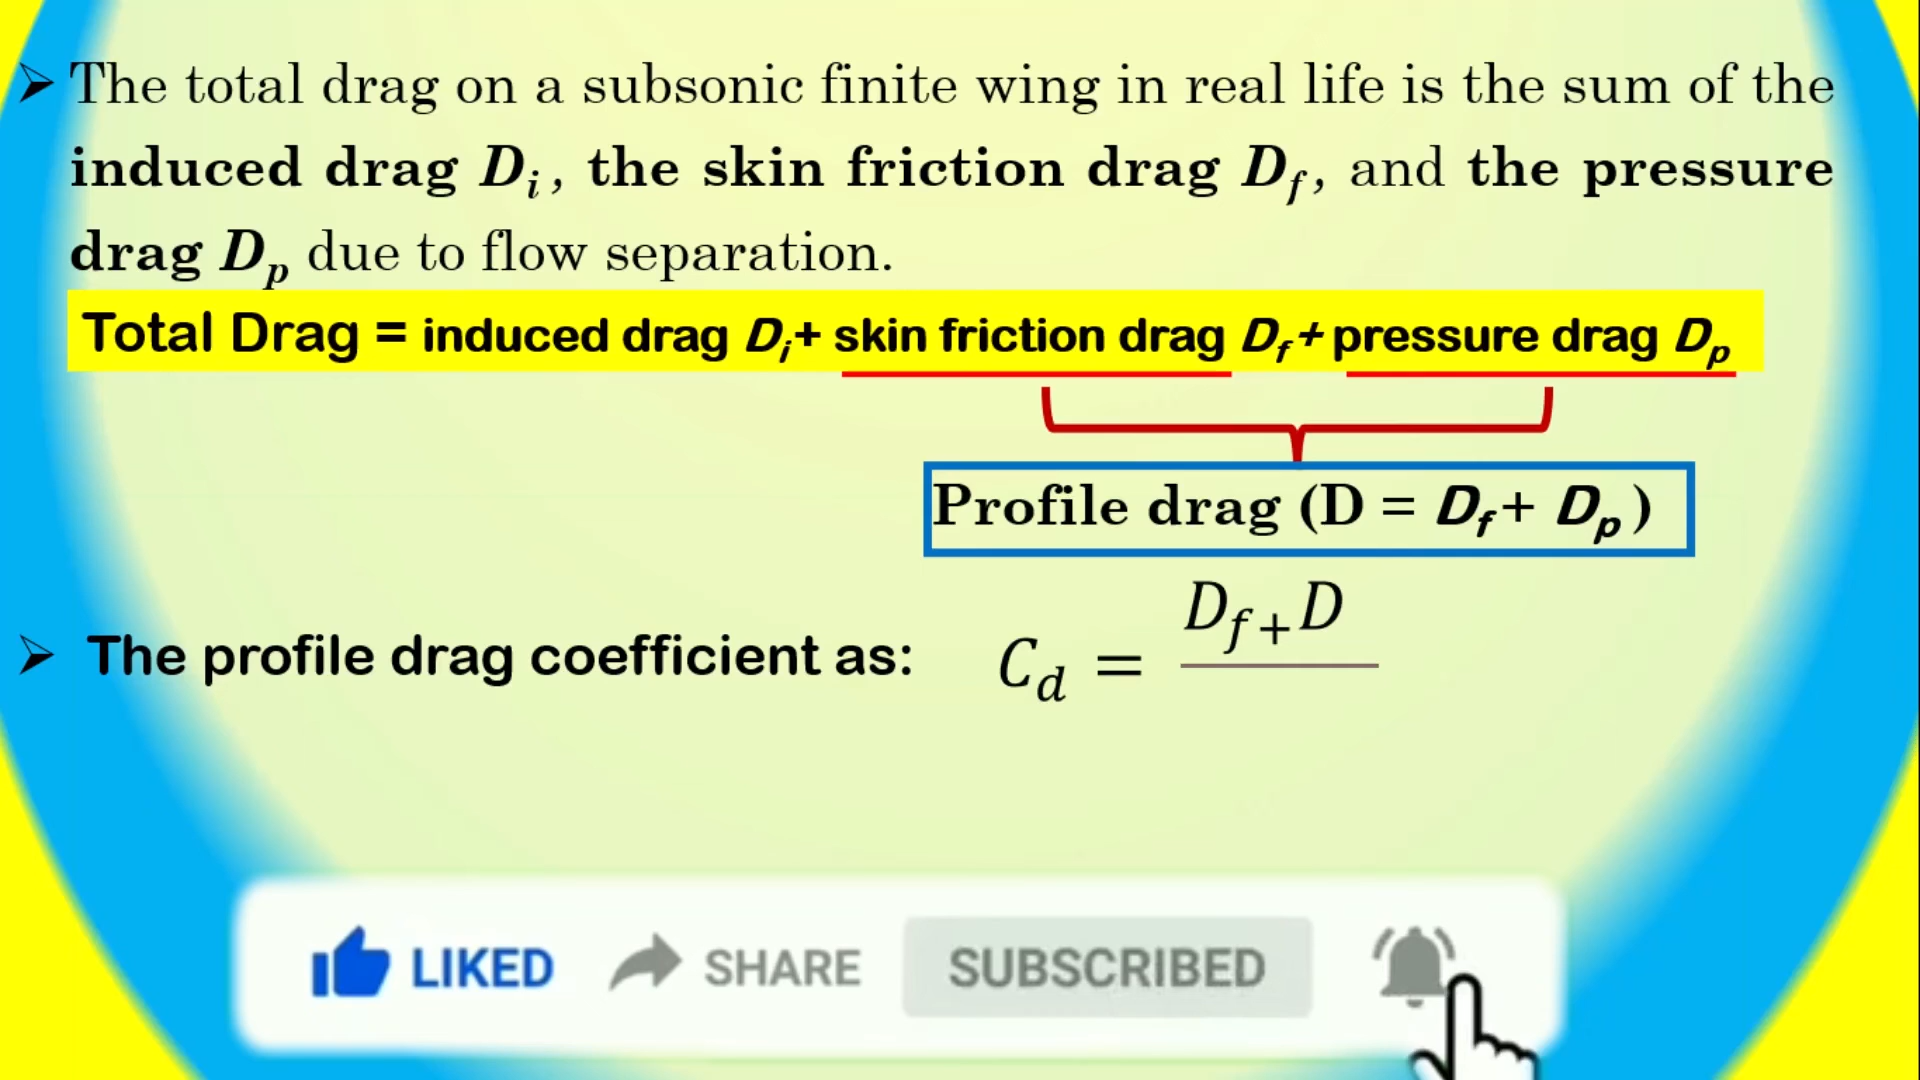 ➤ The total drag on a subsonic finite wing in real life is the sum of the
induced drag Dᵢ, the skin friction drag D_f, and the pressure
drag D_p due to flow separation.
Total Drag = induced drag Dᵢ+ skin friction drag D_f + pressure drag D_p
Profile drag (D = D_f + D_p )
➤ The profile drag coefficient as: C_d = D_f+D
LIKED SHARE SUBSCRIBED